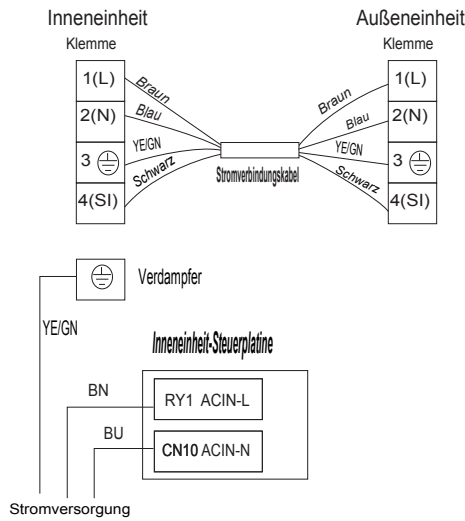 Inneneinheit
Außeneinheit
Klemme
Klemme
1(L)
Braun
Braun
1(L)
2(N)
Blau
Blau
2(N)
3
YE/GN
YE/GN
3
4(SI)
Schwarz
Stromverbindungskabel
Schwarz
4(SI)
Verdampfer
YE/GN
Inneneinheit-Steuerplatine
BN
RY1 ACIN-L
BU
CN10 ACIN-N
Stromversorgung